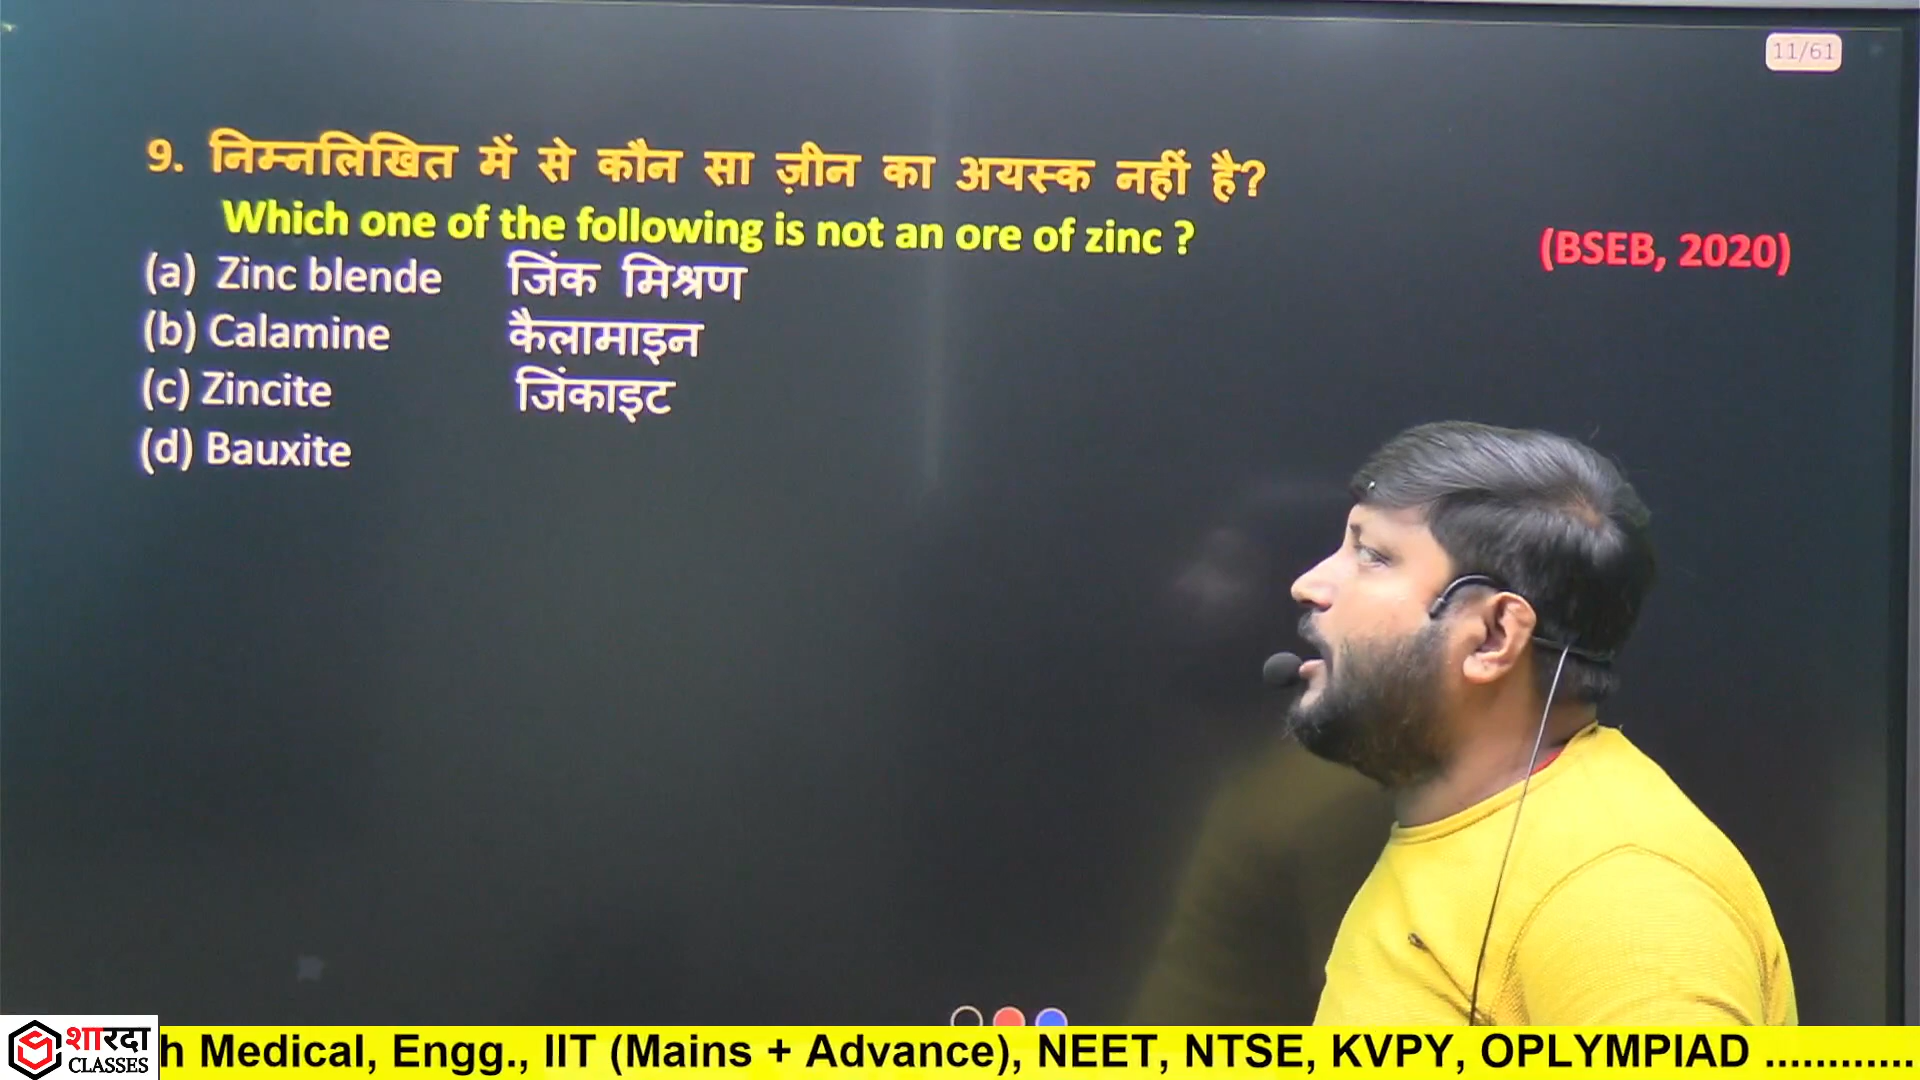 11/61
9. निम्नलिखित में से कौन सा ज़ीन का अयस्क नहीं है?
Which one of the following is not an ore of zinc ?
(BSEB, 2020)
(a) Zinc blende जिंक मिश्रण
(b) Calamine कैलामाइन
(c) Zincite जिंकाइट
(d) Bauxite
शारदा
CLASSES
h Medical, Engg., IIT (Mains + Advance), NEET, NTSE, KVPY, OPLYMPIAD ............